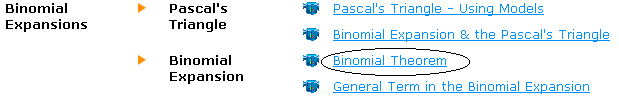 Binomial Expansions
Pascal's Triangle
Pascal's Triangle - Using Models
Binomial Expansion & the Pascal's Triangle
Binomial Expansion
Binomial Theorem
General Term in the Binomial Expansion